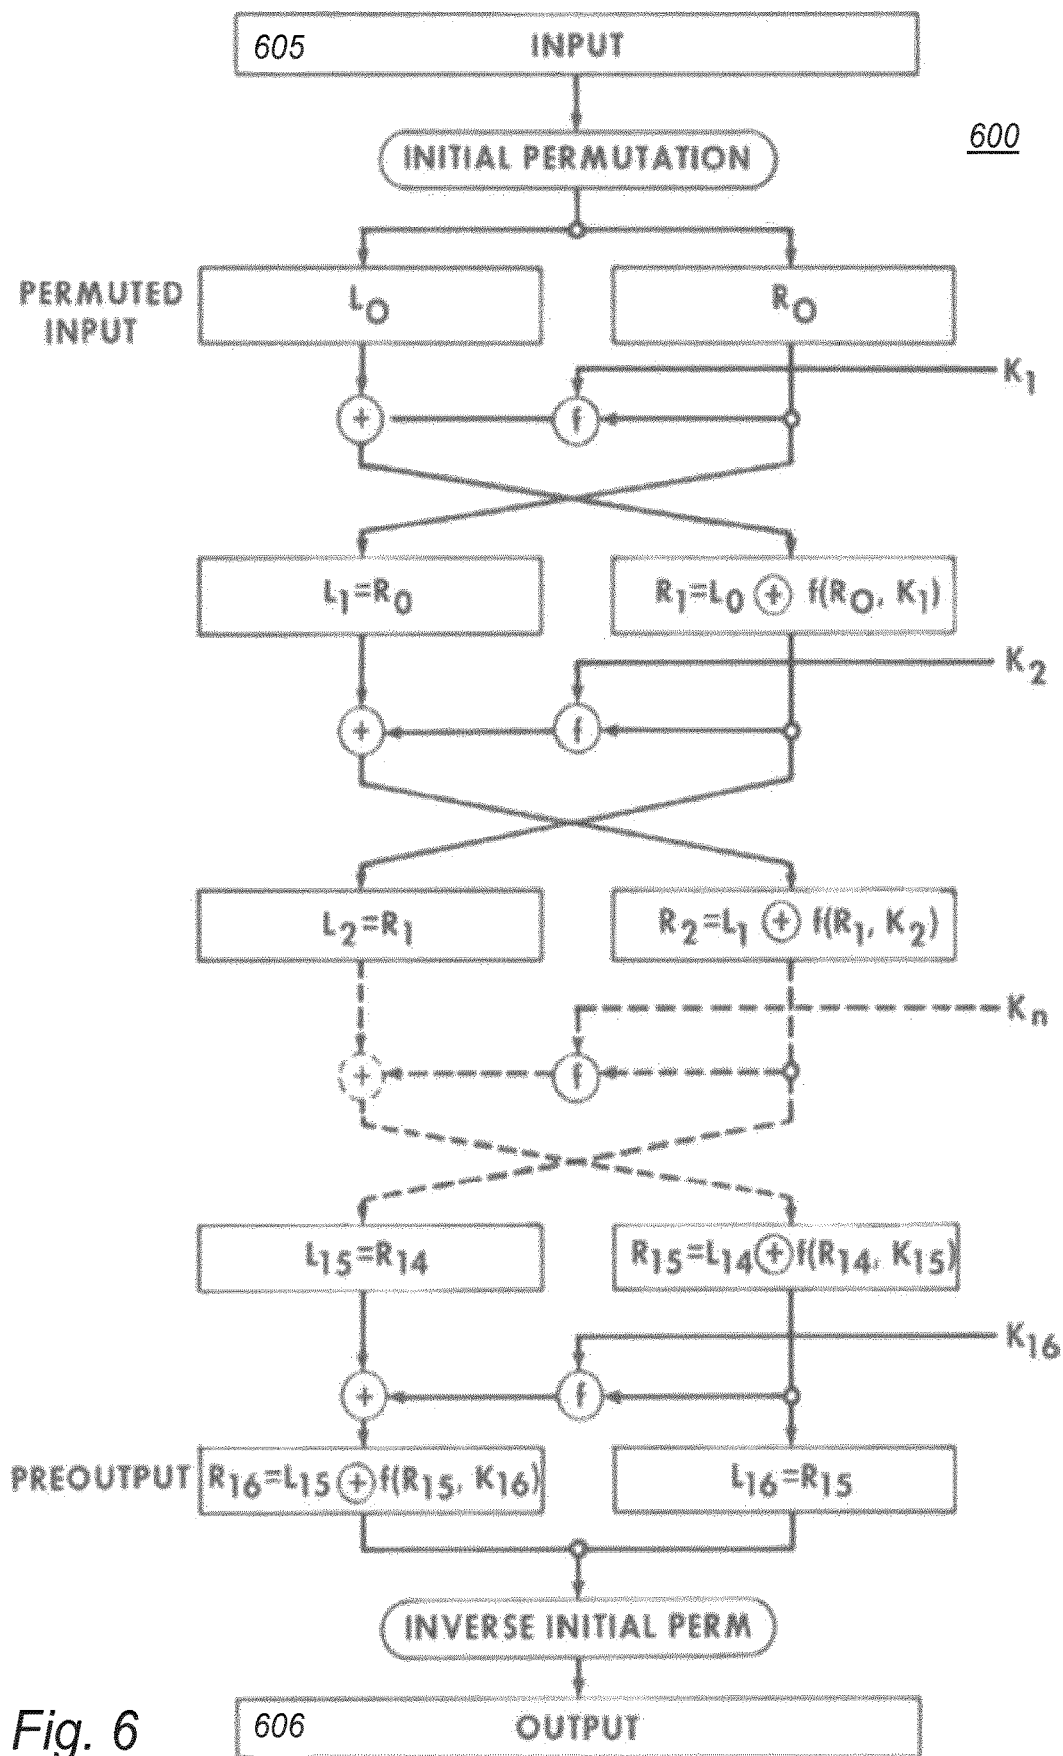 605 INPUT
600
INITIAL PERMUTATION
PERMUTED INPUT
L0 R0
K1
+ f
L1=R0 R1=L0 ⊕ f(R0, K1)
K2
+ f
L2=R1 R2=L1 ⊕ f(R1, K2)
Kn
+ f
L15=R14 R15=L14 ⊕ f(R14, K15)
K16
+ f
PREOUTPUT R16=L15 ⊕ f(R15, K16) L16=R15
INVERSE INITIAL PERM
606 OUTPUT
Fig. 6